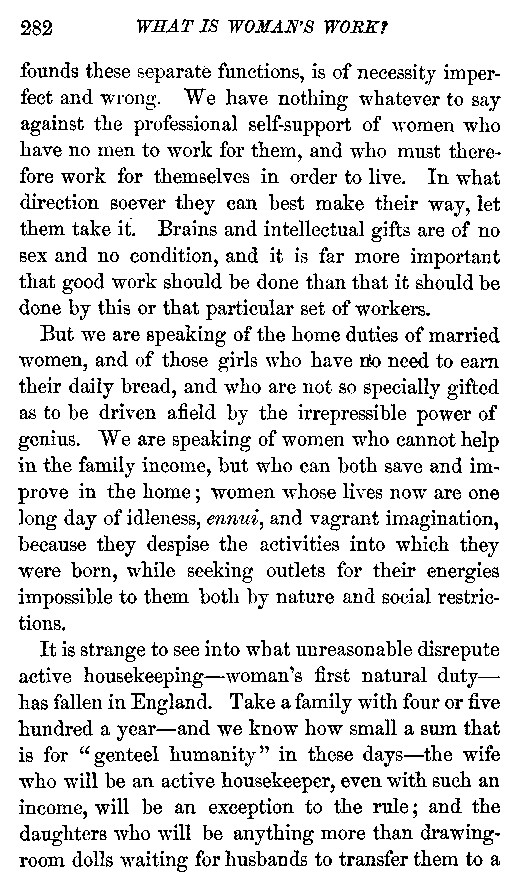 282 WHAT IS WOMAN'S WORK?
founds these separate functions, is of necessity imper-
fect and wrong. We have nothing whatever to say
against the professional self-support of women who
have no men to work for them, and who must there-
fore work for themselves in order to live. In what
direction soever they can best make their way, let
them take it. Brains and intellectual gifts are of no
sex and no condition, and it is far more important
that good work should be done than that it should be
done by this or that particular set of workers.
But we are speaking of the home duties of married
women, and of those girls who have no need to earn
their daily bread, and who are not so specially gifted
as to be driven afield by the irrepressible power of
genius. We are speaking of women who cannot help
in the family income, but who can both save and im-
prove in the home; women whose lives now are one
long day of idleness, ennui, and vagrant imagination,
because they despise the activities into which they
were born, while seeking outlets for their energies
impossible to them both by nature and social restric-
tions.
It is strange to see into what unreasonable disrepute
active housekeeping—woman's first natural duty—
has fallen in England. Take a family with four or five
hundred a year—and we know how small a sum that
is for "genteel humanity" in these days—the wife
who will be an active housekeeper, even with such an
income, will be an exception to the rule; and the
daughters who will be anything more than drawing-
room dolls waiting for husbands to transfer them to a